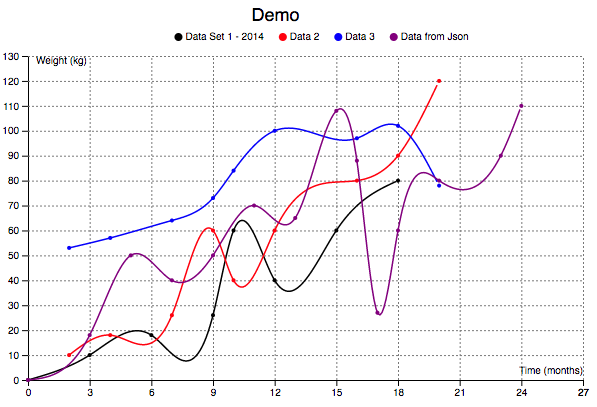 Demo
Data Set 1 - 2014 Data 2 Data 3 Data from Json
Weight (kg)
130
120
110
100
90
80
70
60
50
40
30
20
10
0
Time (months)
0 3 6 9 12 15 18 21 24 27